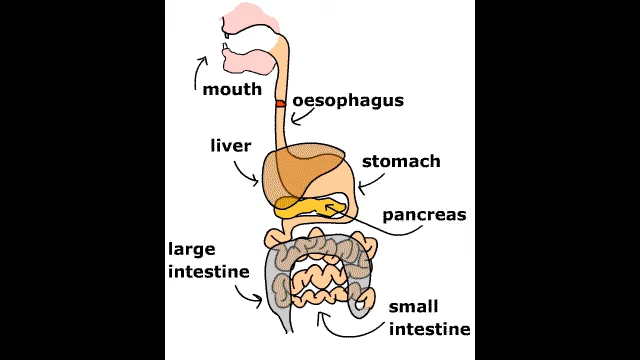 mouth
oesophagus
liver
stomach
pancreas
large
intestine
small
intestine